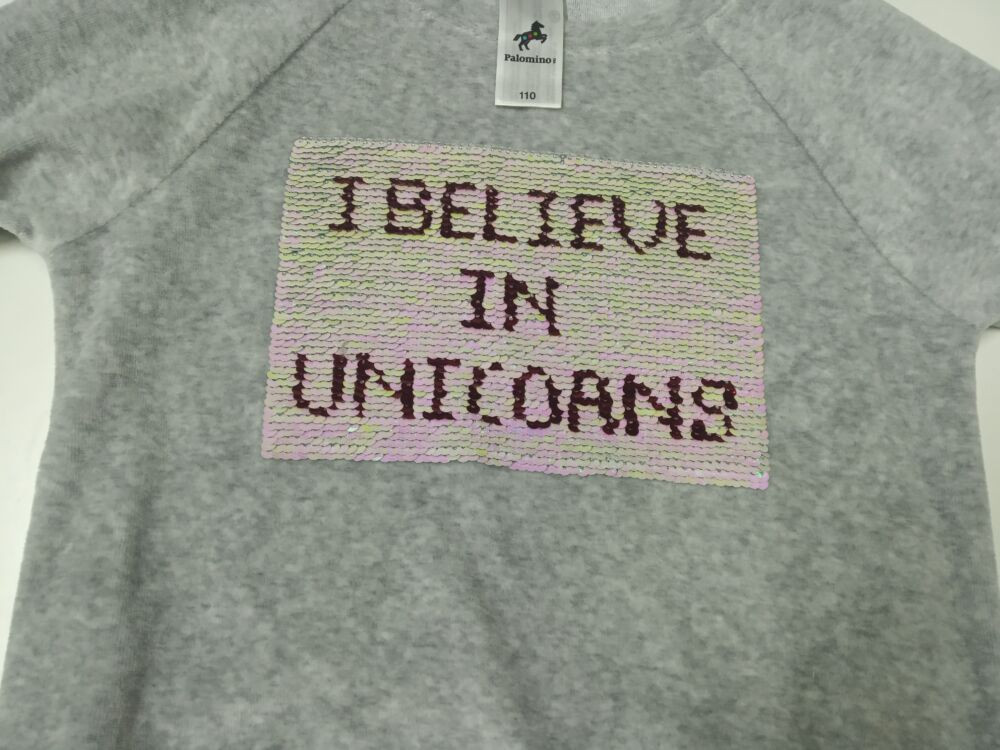 Palomino
110
I BELIEVE
IN
UNICORNS